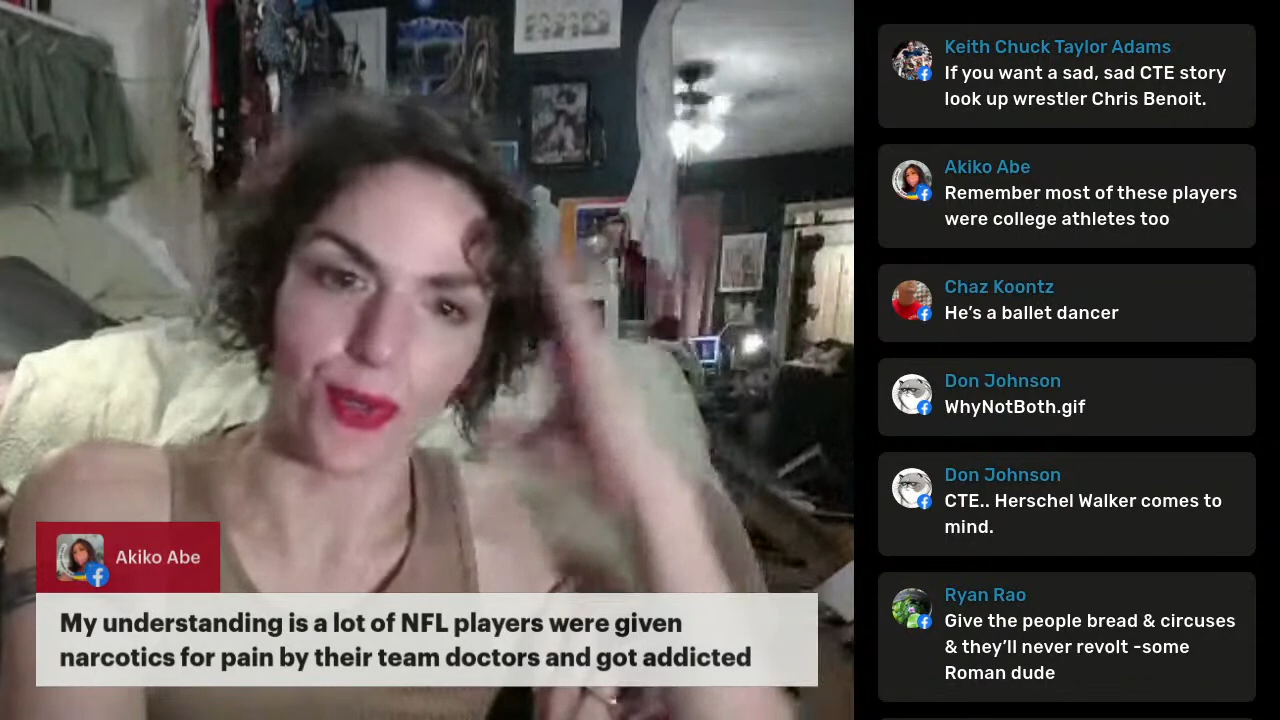 Akiko Abe
My understanding is a lot of NFL players were given
narcotics for pain by their team doctors and got addicted
Keith Chuck Taylor Adams
If you want a sad, sad CTE story
look up wrestler Chris Benoit.
Akiko Abe
Remember most of these players
were college athletes too
Chaz Koontz
He’s a ballet dancer
Don Johnson
WhyNotBoth.gif
Don Johnson
CTE.. Herschel Walker comes to
mind.
Ryan Rao
Give the people bread & circuses
& they’ll never revolt -some
Roman dude